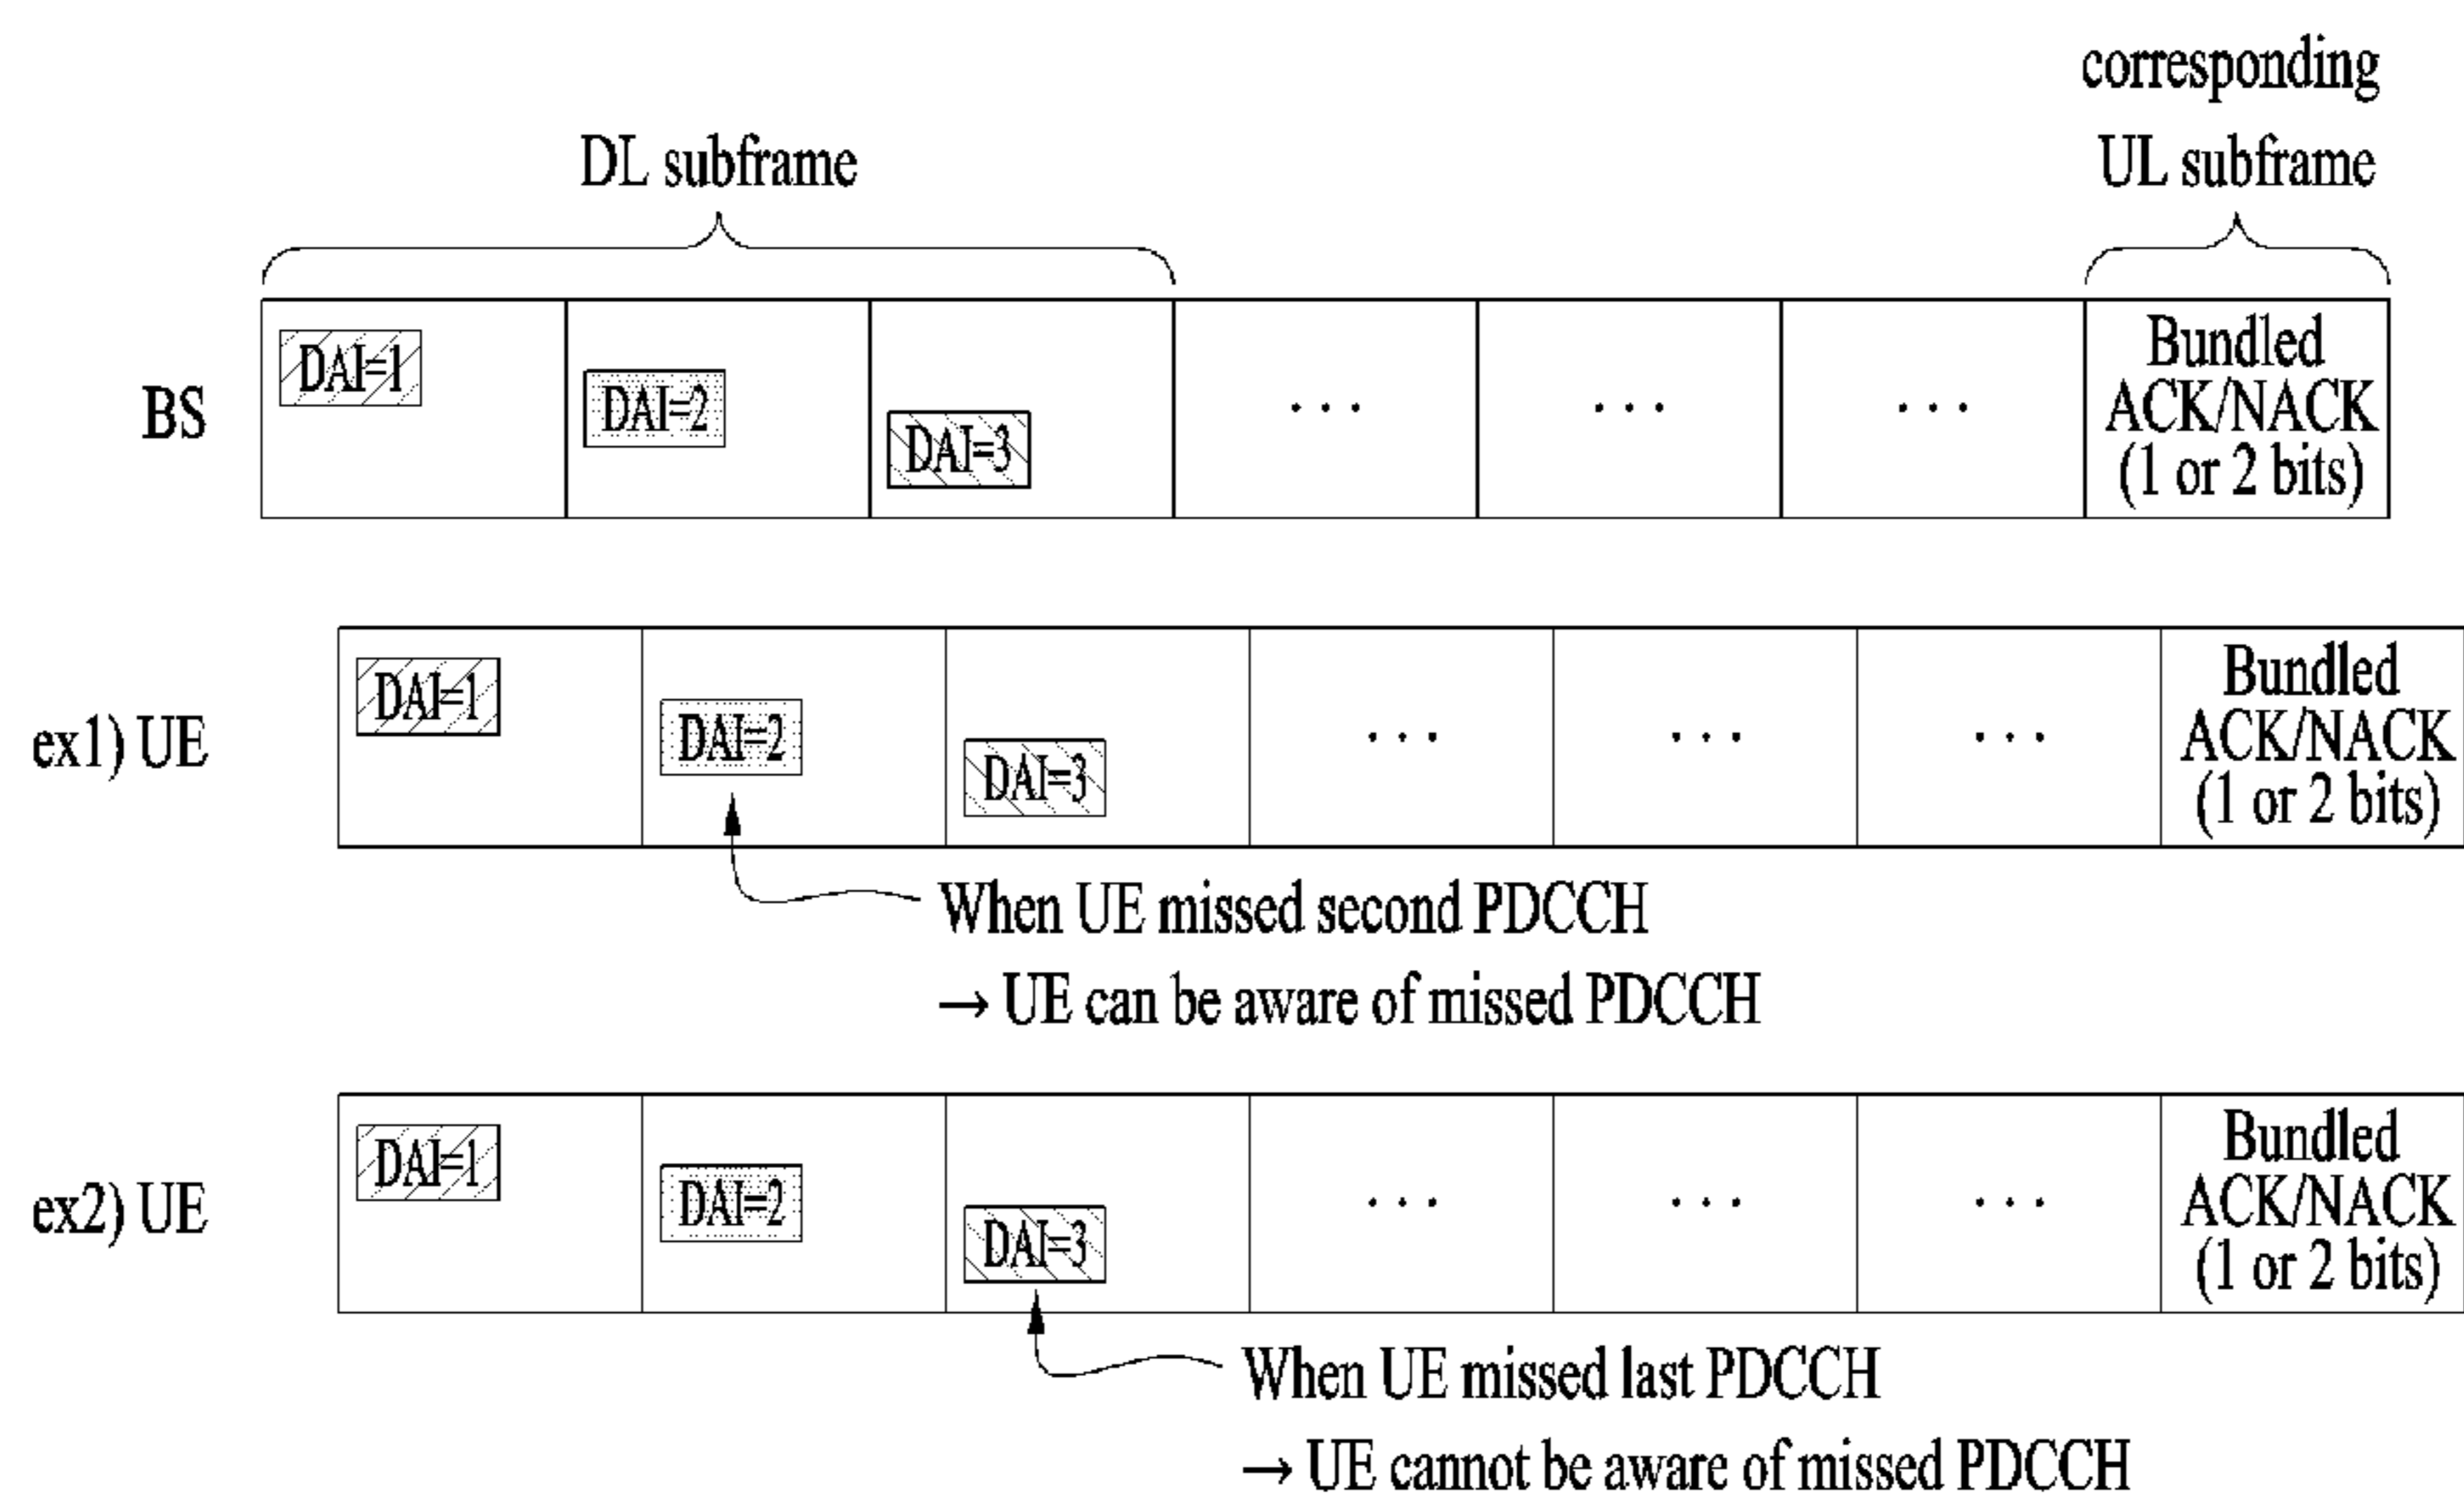 corresponding
DL subframe
UL subframe
BS
DAI=1
DAI=2
DAI=3
...
...
...
Bundled
ACK/NACK
(1 or 2 bits)
ex1) UE
DAI=1
DAI=2
DAI=3
...
...
...
Bundled
ACK/NACK
(1 or 2 bits)
When UE missed second PDCCH
→ UE can be aware of missed PDCCH
ex2) UE
DAI=1
DAI=2
DAI=3
...
...
...
Bundled
ACK/NACK
(1 or 2 bits)
When UE missed last PDCCH
→ UE cannot be aware of missed PDCCH